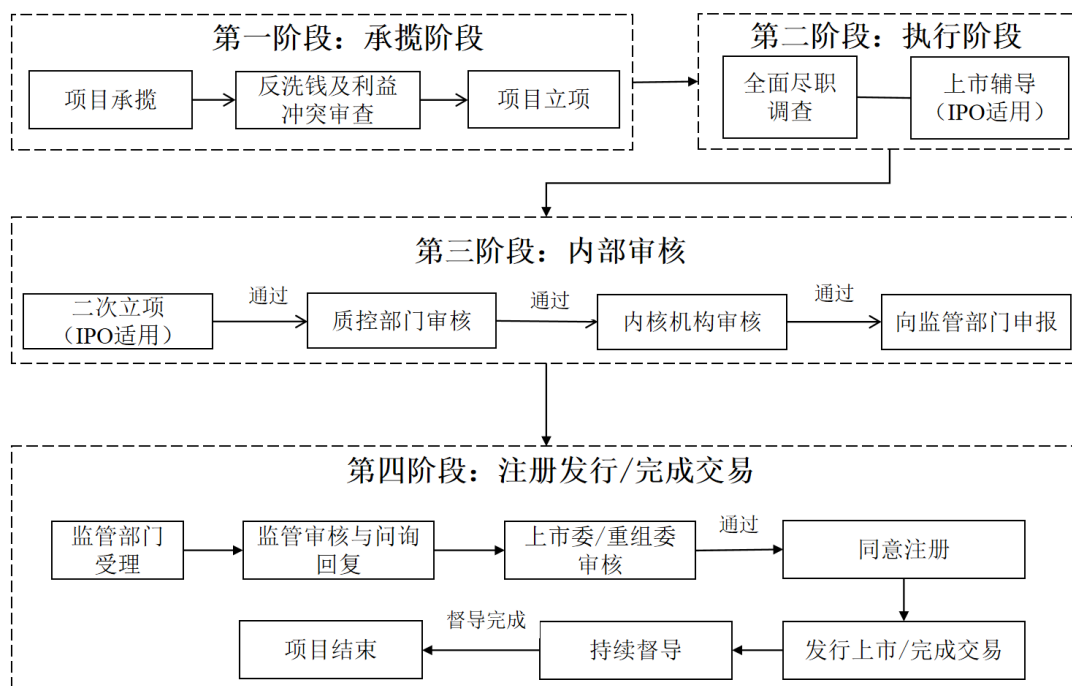 第一阶段：承揽阶段
项目承揽
反洗钱及利益
冲突审查
项目立项
第二阶段：执行阶段
全面尽职
调查
上市辅导
（IPO适用）
第三阶段：内部审核
二次立项
（IPO适用）
通过
质控部门审核
通过
内核机构审核
通过
向监管部门申报
第四阶段：注册发行/完成交易
监管部门
受理
监管审核与问询
回复
上市委/重组委
审核
通过
同意注册
发行上市/完成交易
持续督导
督导完成
项目结束